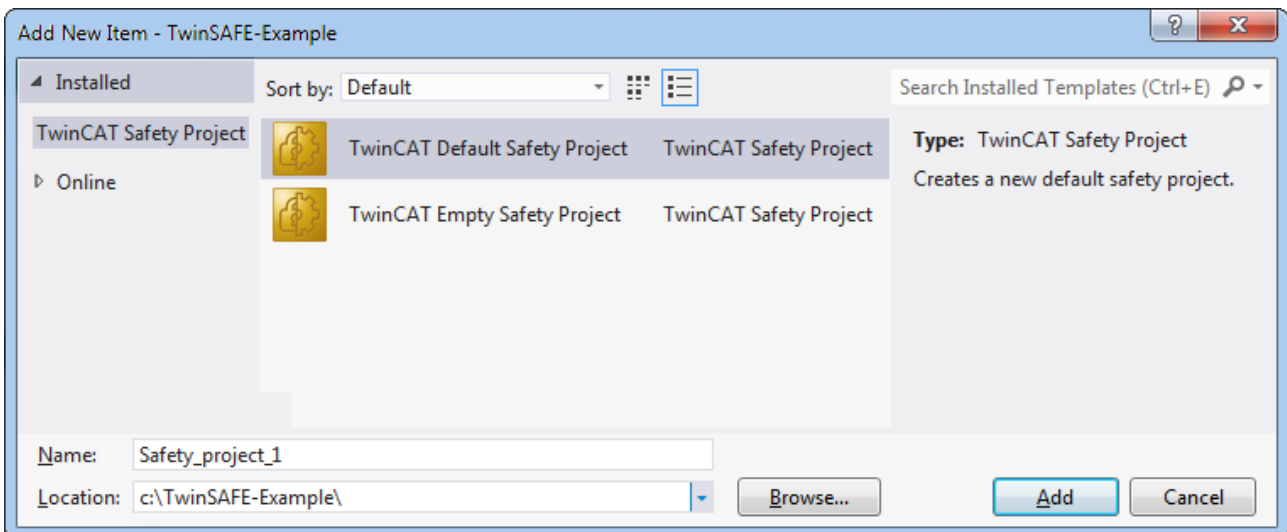 Add New Item - TwinSAFE-Example
Installed
Sort by: Default
Search Installed Templates (Ctrl+E)
TwinCAT Safety Project
Online
TwinCAT Default Safety Project TwinCAT Safety Project
TwinCAT Empty Safety Project TwinCAT Safety Project
Type: TwinCAT Safety Project
Creates a new default safety project.
Name: Safety_project_1
Location: c:\TwinSAFE-Example\
Browse...
Add
Cancel